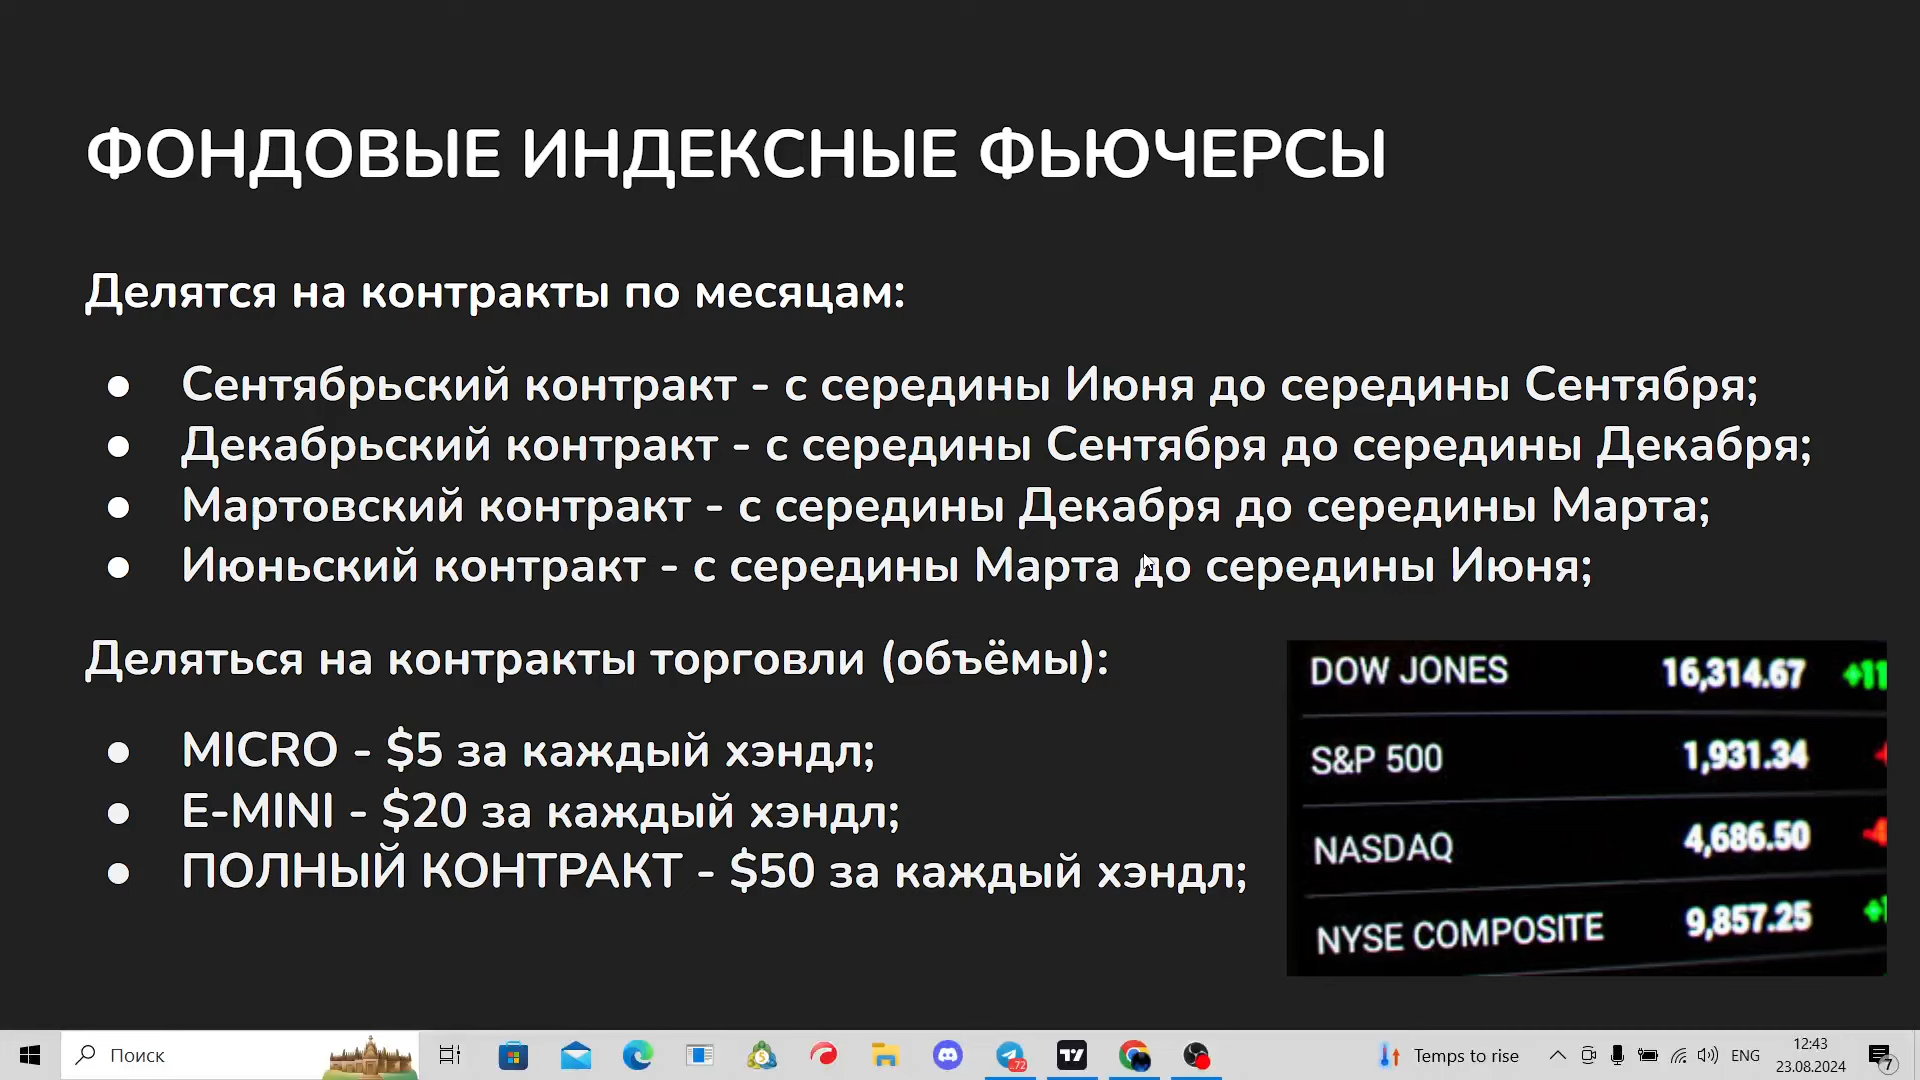 ФОНДОВЫЕ ИНДЕКСНЫЕ ФЬЮЧЕРСЫ
Делятся на контракты по месяцам:
● Сентябрьский контракт - с середины Июня до середины Сентября;
● Декабрьский контракт - с середины Сентября до середины Декабря;
● Мартовский контракт - с середины Декабря до середины Марта;
● Июньский контракт - с середины Марта до середины Июня;
Деляться на контракты торговли (объёмы):
● MICRO - $5 за каждый хэндл;
● E-MINI - $20 за каждый хэндл;
● ПОЛНЫЙ КОНТРАКТ - $50 за каждый хэндл;
DOW JONES 16,314.67 +11
S&P 500 1,931.34
NASDAQ 4,686.50
NYSE COMPOSITE 9,857.25
Поиск
72
Temps to rise
ENG
12:43
23.08.2024
7